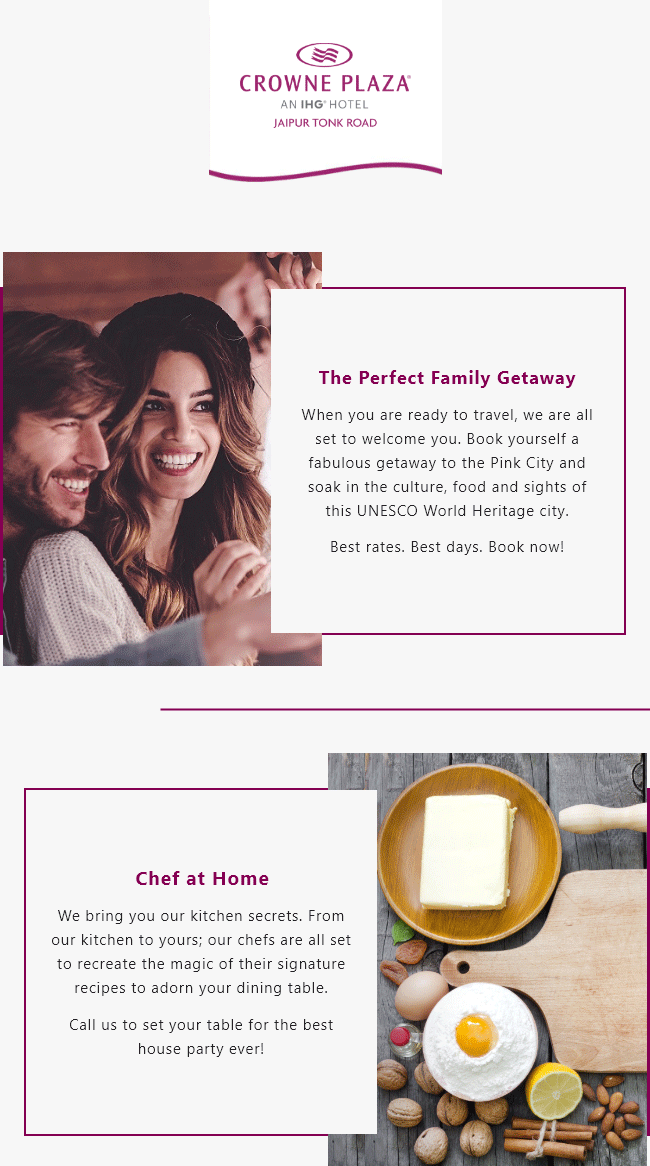 CROWNE PLAZA®
AN IHG® HOTEL
JAIPUR TONK ROAD
The Perfect Family Getaway
When you are ready to travel, we are all
set to welcome you. Book yourself a
fabulous getaway to the Pink City and
soak in the culture, food and sights of
this UNESCO World Heritage city.
Best rates. Best days. Book now!
Chef at Home
We bring you our kitchen secrets. From
our kitchen to yours; our chefs are all set
to recreate the magic of their signature
recipes to adorn your dining table.
Call us to set your table for the best
house party ever!